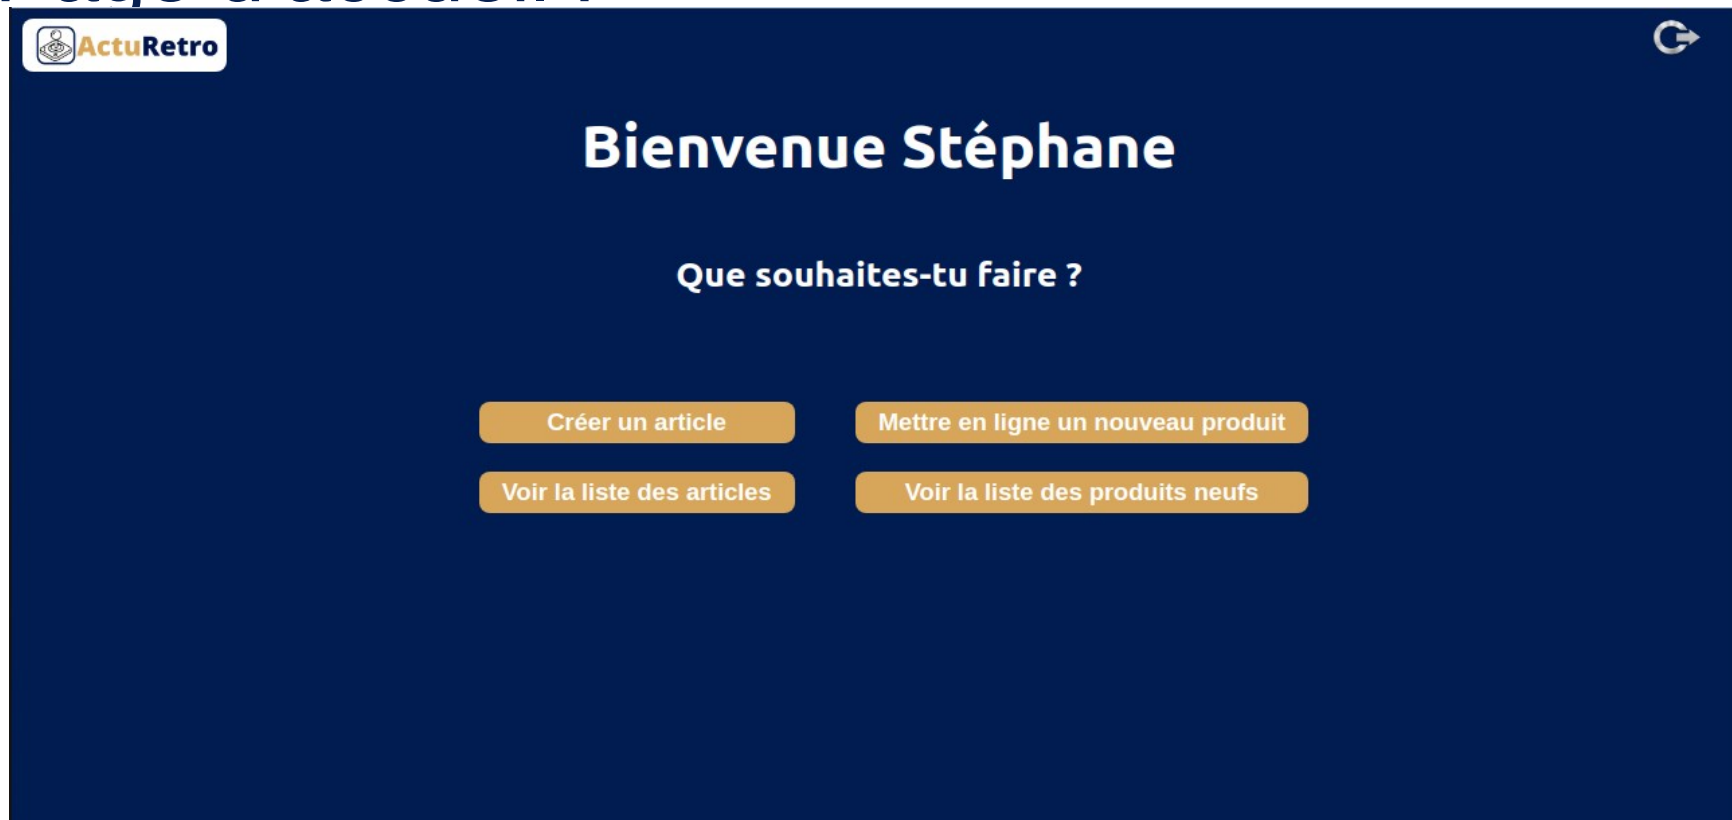 ActuRetro
Bienvenue Stéphane
Que souhaites-tu faire ?
Créer un article
Mettre en ligne un nouveau produit
Voir la liste des articles
Voir la liste des produits neufs